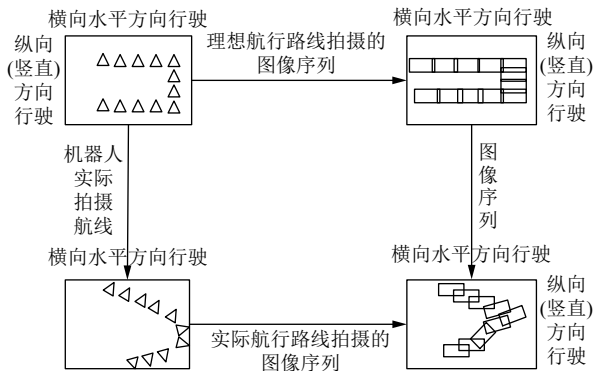 横向水平方向行驶
横向水平方向行驶
纵向
(竖直)
方向
行驶
理想航行路线拍摄的
图像序列
纵向
(竖直)
方向
行驶
机器人
实际
拍摄
航线
图
像
序
列
横向水平方向行驶
横向水平方向行驶
实际航行路线拍摄的
图像序列
纵向
(竖直)
方向
行驶